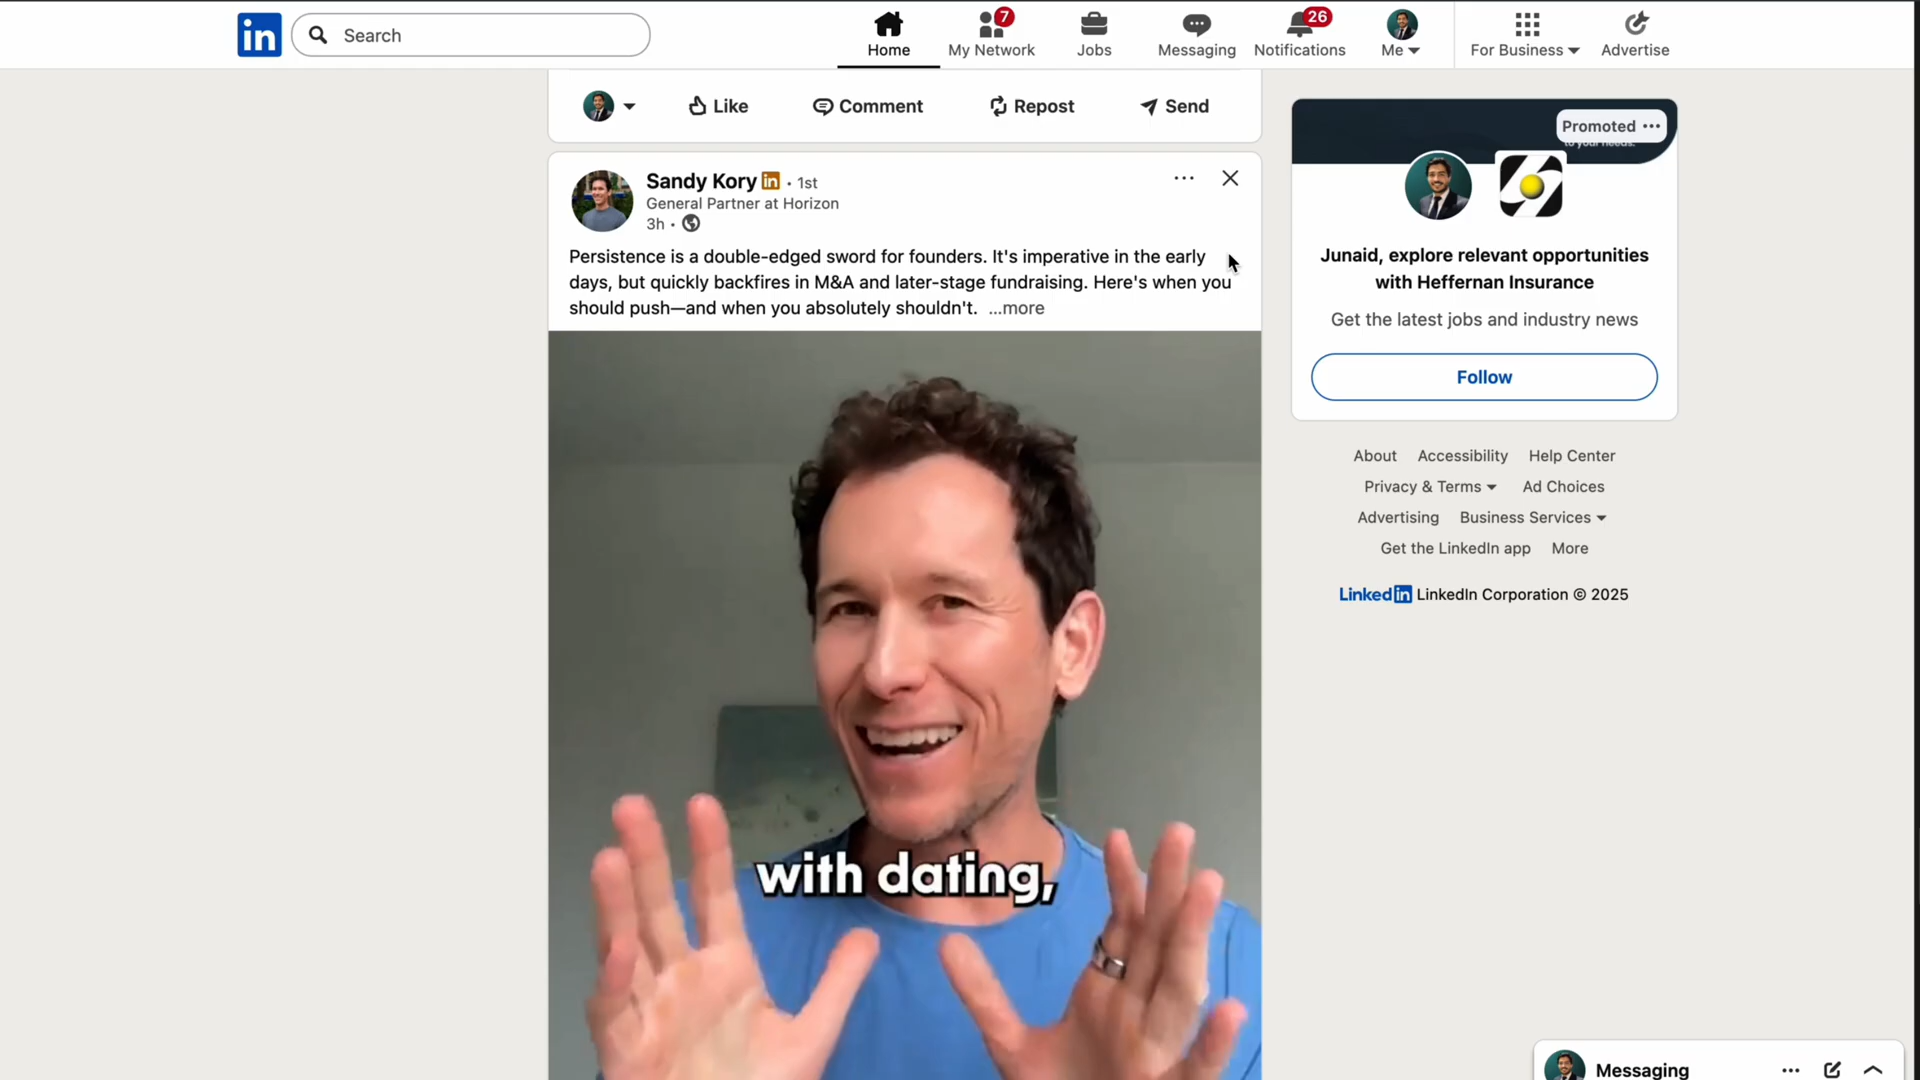 in
Search
Home
7
My Network
Jobs
Messaging
26
Notifications
Me
For Business
Advertise
Like
Comment
Repost
Send
Sandy Kory in • 1st
General Partner at Horizon
3h •
Persistence is a double-edged sword for founders. It's imperative in the early
days, but quickly backfires in M&A and later-stage fundraising. Here's when you
should push—and when you absolutely shouldn't. ...more
with dating,
Promoted
to your needs.
Junaid, explore relevant opportunities
with Heffernan Insurance
Get the latest jobs and industry news
Follow
About Accessibility Help Center
Privacy & Terms Ad Choices
Advertising Business Services
Get the LinkedIn app More
Linkedin LinkedIn Corporation © 2025
Messaging